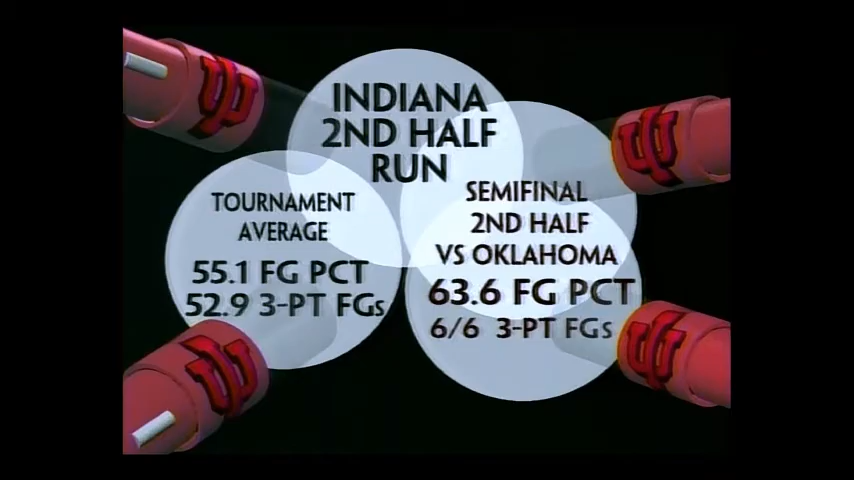 INDIANA
2ND HALF
RUN
TOURNAMENT
AVERAGE
55.1 FG PCT
52.9 3-PT FGs
SEMIFINAL
2ND HALF
VS OKLAHOMA
63.6 FG PCT
6/6 3-PT FGs